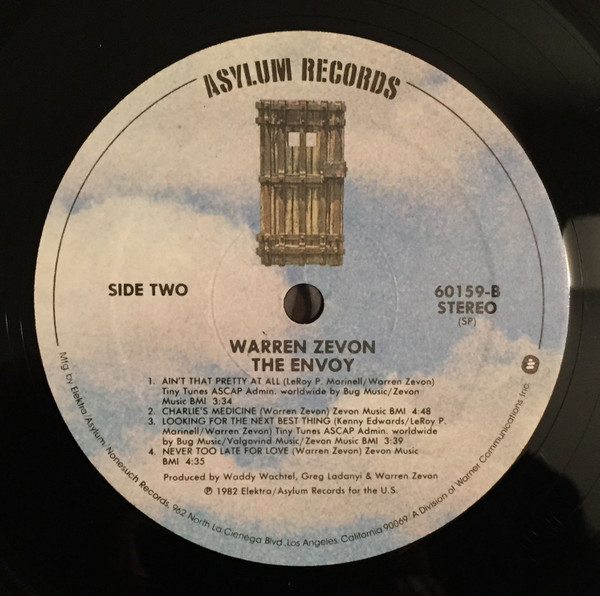 ASYLUM RECORDS
SIDE TWO
60159-B
STEREO
(SP)
WARREN ZEVON
THE ENVOY
1. AIN'T THAT PRETTY AT ALL (LeRoy P. Marinell/Warren Zevon)
Tiny Tunes ASCAP Admin. worldwide by Bug Music/Zevon
Music BMI 3:34
2. CHARLIE'S MEDICINE (Warren Zevon) Zevon Music BMI 4:48
3. LOOKING FOR THE NEXT BEST THING (Kenny Edwards/LeRoy P.
Marinell/Warren Zevon) Tiny Tunes ASCAP Admin. worldwide
by Bug Music/Valgovind Music/Zevon Music BMI 3:39
4. NEVER TOO LATE FOR LOVE (Warren Zevon) Zevon Music
BMI 4:35
Produced by Waddy Wachtel, Greg Ladanyi & Warren Zevon
℗ 1982 Elektra/Asylum Records for the U.S.
Mfg. by Elektra/Asylum/Nonesuch Records, 962 North La Cienega Blvd. Los Angeles, California 90069/A Division of Warner Communications Inc.